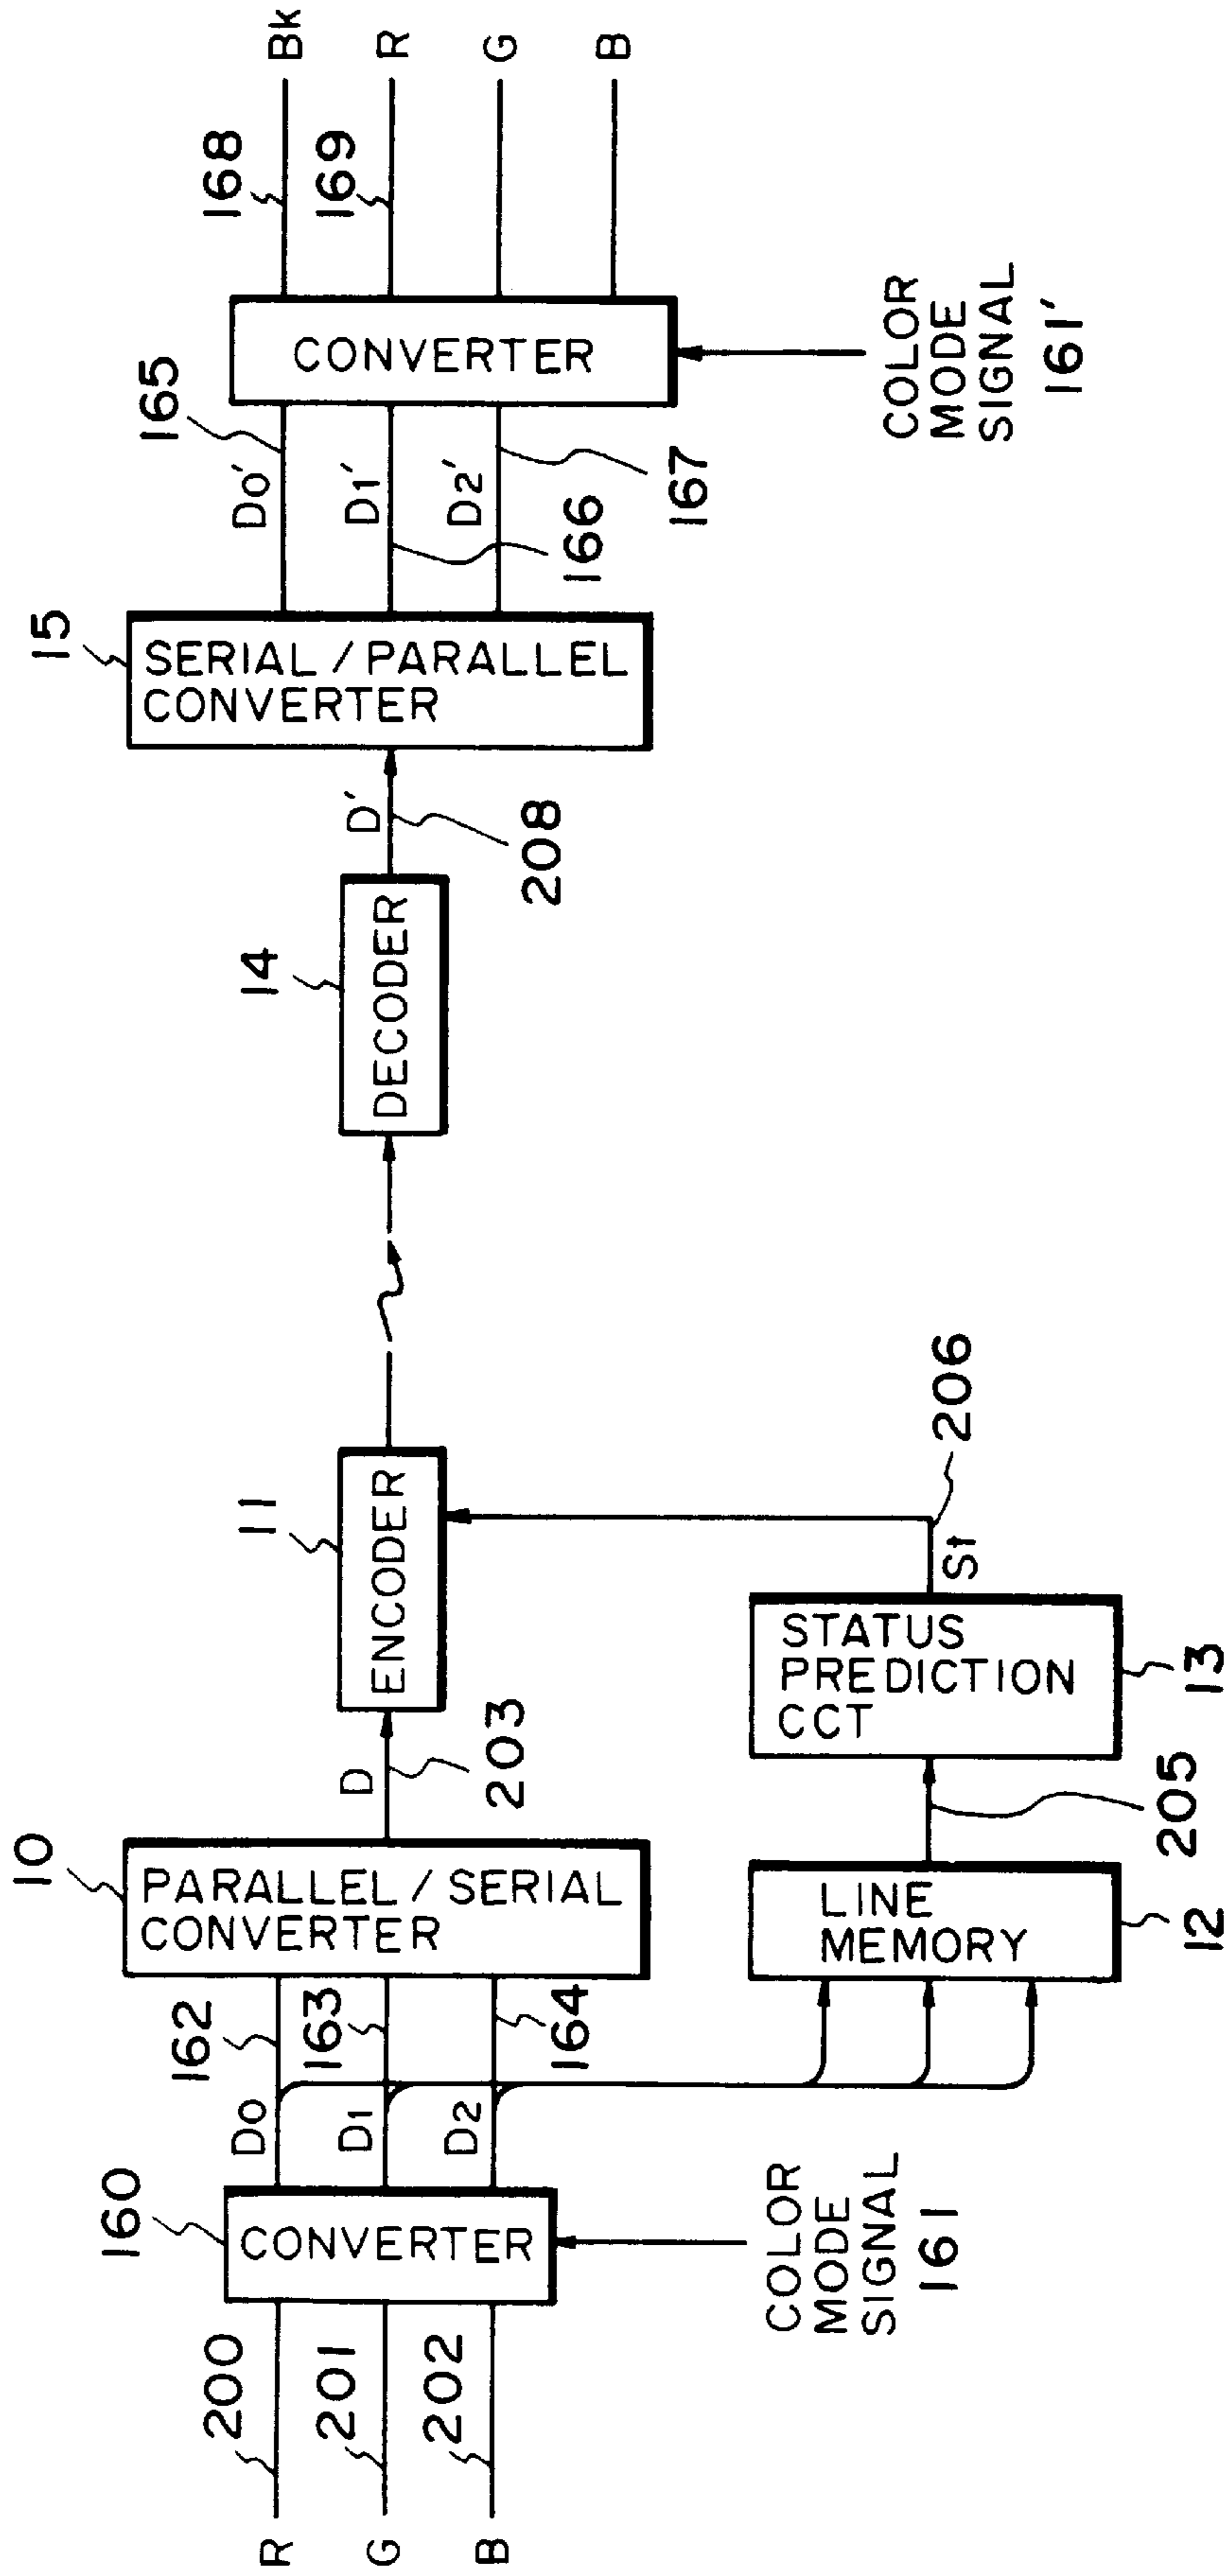 R
G
B
200
201
202
160
CONVERTER
COLOR
MODE
SIGNAL
161
D0
D1
D2
162
163
164
10
PARALLEL / SERIAL
CONVERTER
D
203
11
ENCODER
LINE
MEMORY
12
205
STATUS
PREDICTION
CCT
13
St
206
14
DECODER
D'
208
15
SERIAL / PARALLEL
CONVERTER
D0'
D1'
D2'
165
166
167
CONVERTER
COLOR
MODE
SIGNAL
161'
168
169
Bk
R
G
B